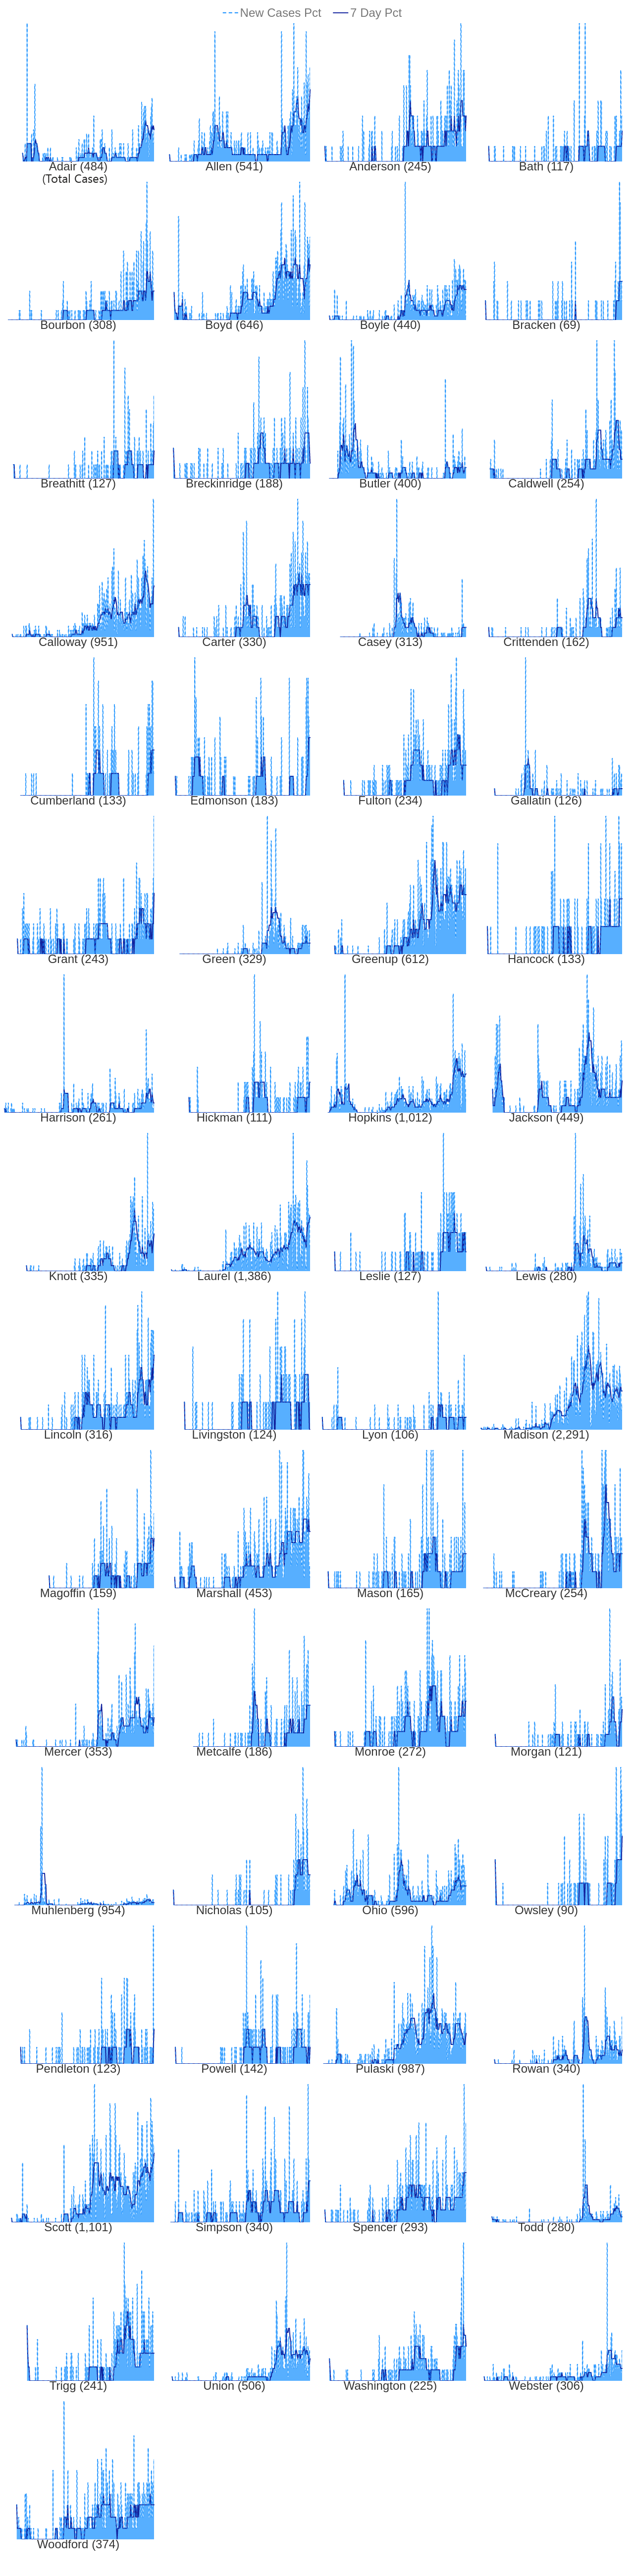 New Cases Pct 7 Day Pct
Adair (484) Allen (541) Anderson (245) Bath (117)
(Total Cases)
Bourbon (308) Boyd (646) Boyle (440) Bracken (69)
Breathitt (127) Breckinridge (188) Butler (400) Caldwell (254)
Calloway (951) Carter (330) Casey (313) Crittenden (162)
Cumberland (133) Edmonson (183) Fulton (234) Gallatin (126)
Grant (243) Green (329) Greenup (612) Hancock (133)
Harrison (261) Hickman (111) Hopkins (1,012) Jackson (449)
Knott (335) Laurel (1,386) Leslie (127) Lewis (280)
Lincoln (316) Livingston (124) Lyon (106) Madison (2,291)
Magoffin (159) Marshall (453) Mason (165) McCreary (254)
Mercer (353) Metcalfe (186) Monroe (272) Morgan (121)
Muhlenberg (954) Nicholas (105) Ohio (596) Owsley (90)
Pendleton (123) Powell (142) Pulaski (987) Rowan (340)
Scott (1,101) Simpson (340) Spencer (293) Todd (280)
Trigg (241) Union (506) Washington (225) Webster (306)
Woodford (374)